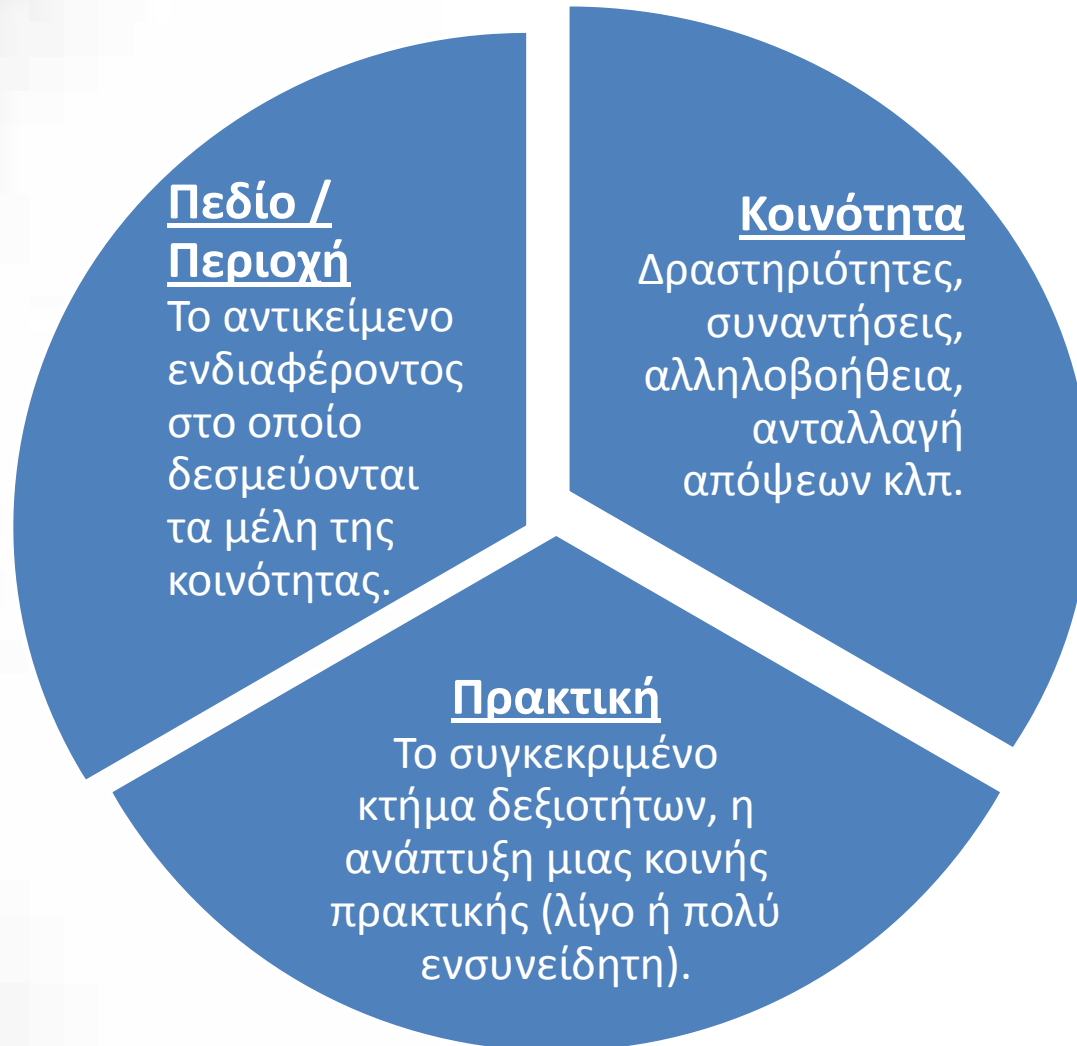 Πεδίο /
Περιοχή
Το αντικείμενο
ενδιαφέροντος
στο οποίο
δεσμεύονται
τα μέλη της
κοινότητας.
Κοινότητα
Δραστηριότητες,
συναντήσεις,
αλληλοβοήθεια,
ανταλλαγή
απόψεων κλπ.
Πρακτική
Το συγκεκριμένο
κτήμα δεξιοτήτων, η
ανάπτυξη μιας κοινής
πρακτικής (λίγο ή πολύ
ενσυνείδητη).